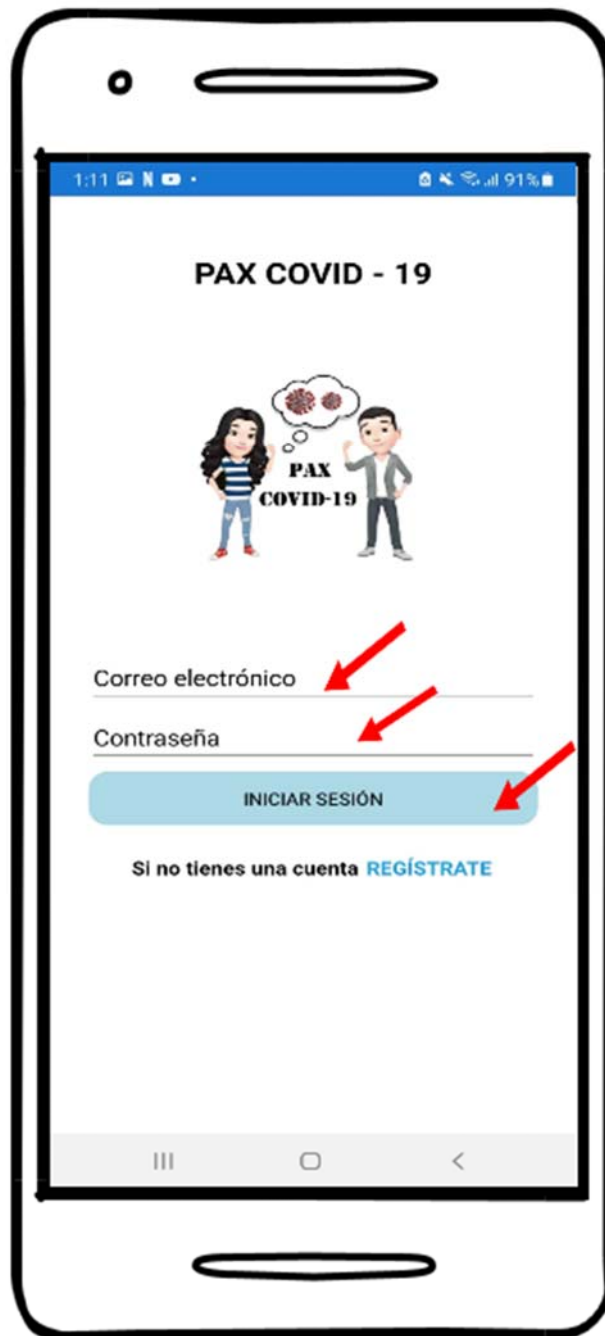 1:11 N 91%
PAX COVID - 19
PAX
COVID-19
Correo electrónico
Contraseña
INICIAR SESIÓN
Si no tienes una cuenta REGÍSTRATE